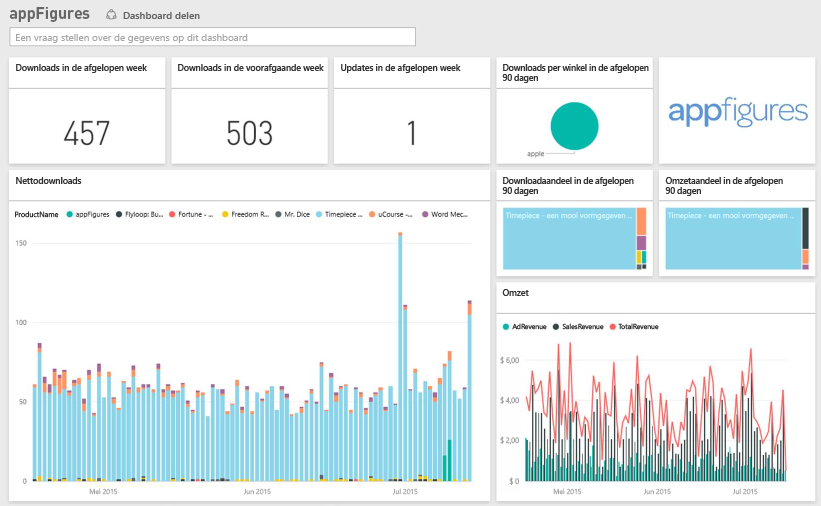 appFigures
Dashboard delen
Een vraag stellen over de gegevens op dit dashboard
Downloads in de afgelopen week
457
Downloads in de voorafgaande week
503
Updates in de afgelopen week
1
Downloads per winkel in de afgelopen
90 dagen
apple
appfigures
Nettodownloads
ProductName appFigures Flyloop: Bu... Fortune - ... Freedom R... Mr. Dice Timepiece ... uCourse -... Word Mec...
150
100
50
0
Mei 2015 Jun 2015 Jul 2015
Downloadaandeel in de afgelopen
90 dagen
Timepiece - een mooi vormgegeven ...
Omzetaandeel in de afgelopen
90 dagen
Timepiece - een mooi vormgegeven ...
Omzet
AdRevenue SalesRevenue TotalRevenue
$ 6,000
$ 4,000
$ 2,000
$ 0
Mei 2015 Jun 2015 Jul 2015